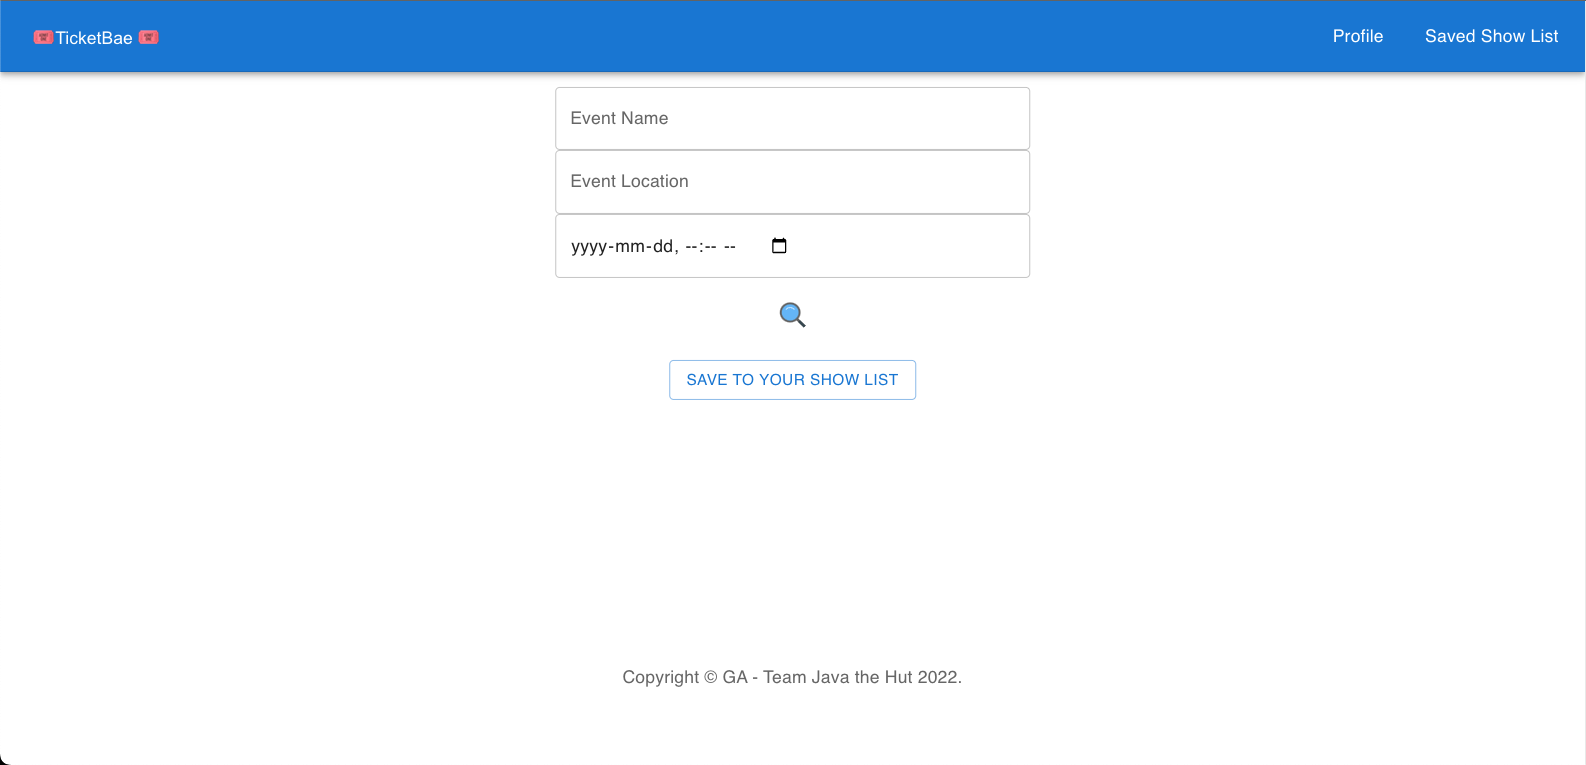 TicketBae
Profile
Saved Show List
Event Name
Event Location
yyyy-mm-dd, --:-- --
SAVE TO YOUR SHOW LIST
Copyright © GA - Team Java the Hut 2022.